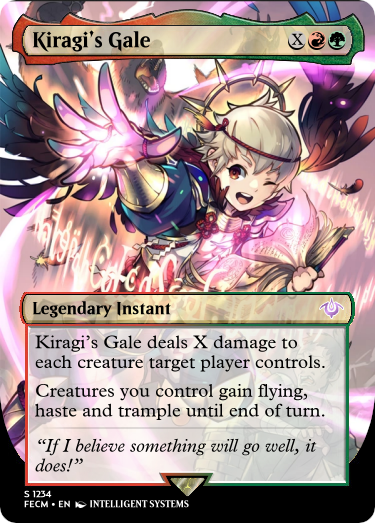 Kiragi's Gale X
Legendary Instant
Kiragi's Gale deals X damage to
each creature target player controls.
Creatures you control gain flying,
haste and trample until end of turn.
“If I believe something will go well, it
does!”
S 1234
FECM • EN INTELLIGENT SYSTEMS